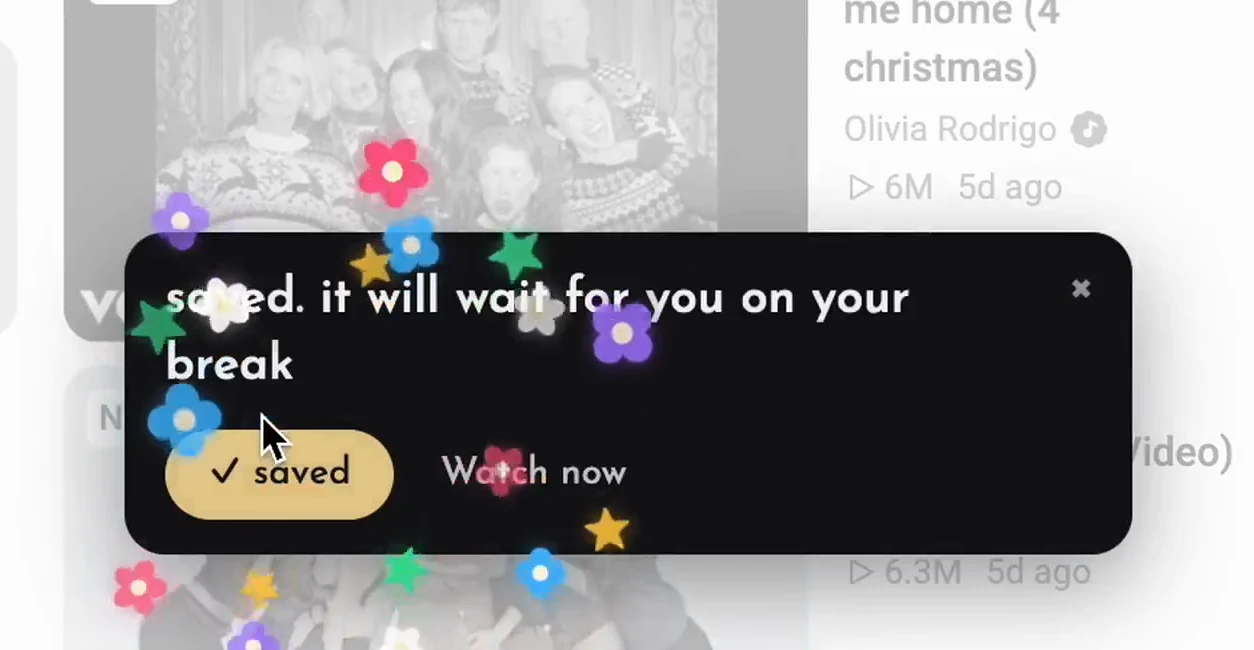 me home (4
christmas)
Olivia Rodrigo
6M 5d ago
saved. it will wait for you on your
break
✓ saved
Watch now
6.3M 5d ago